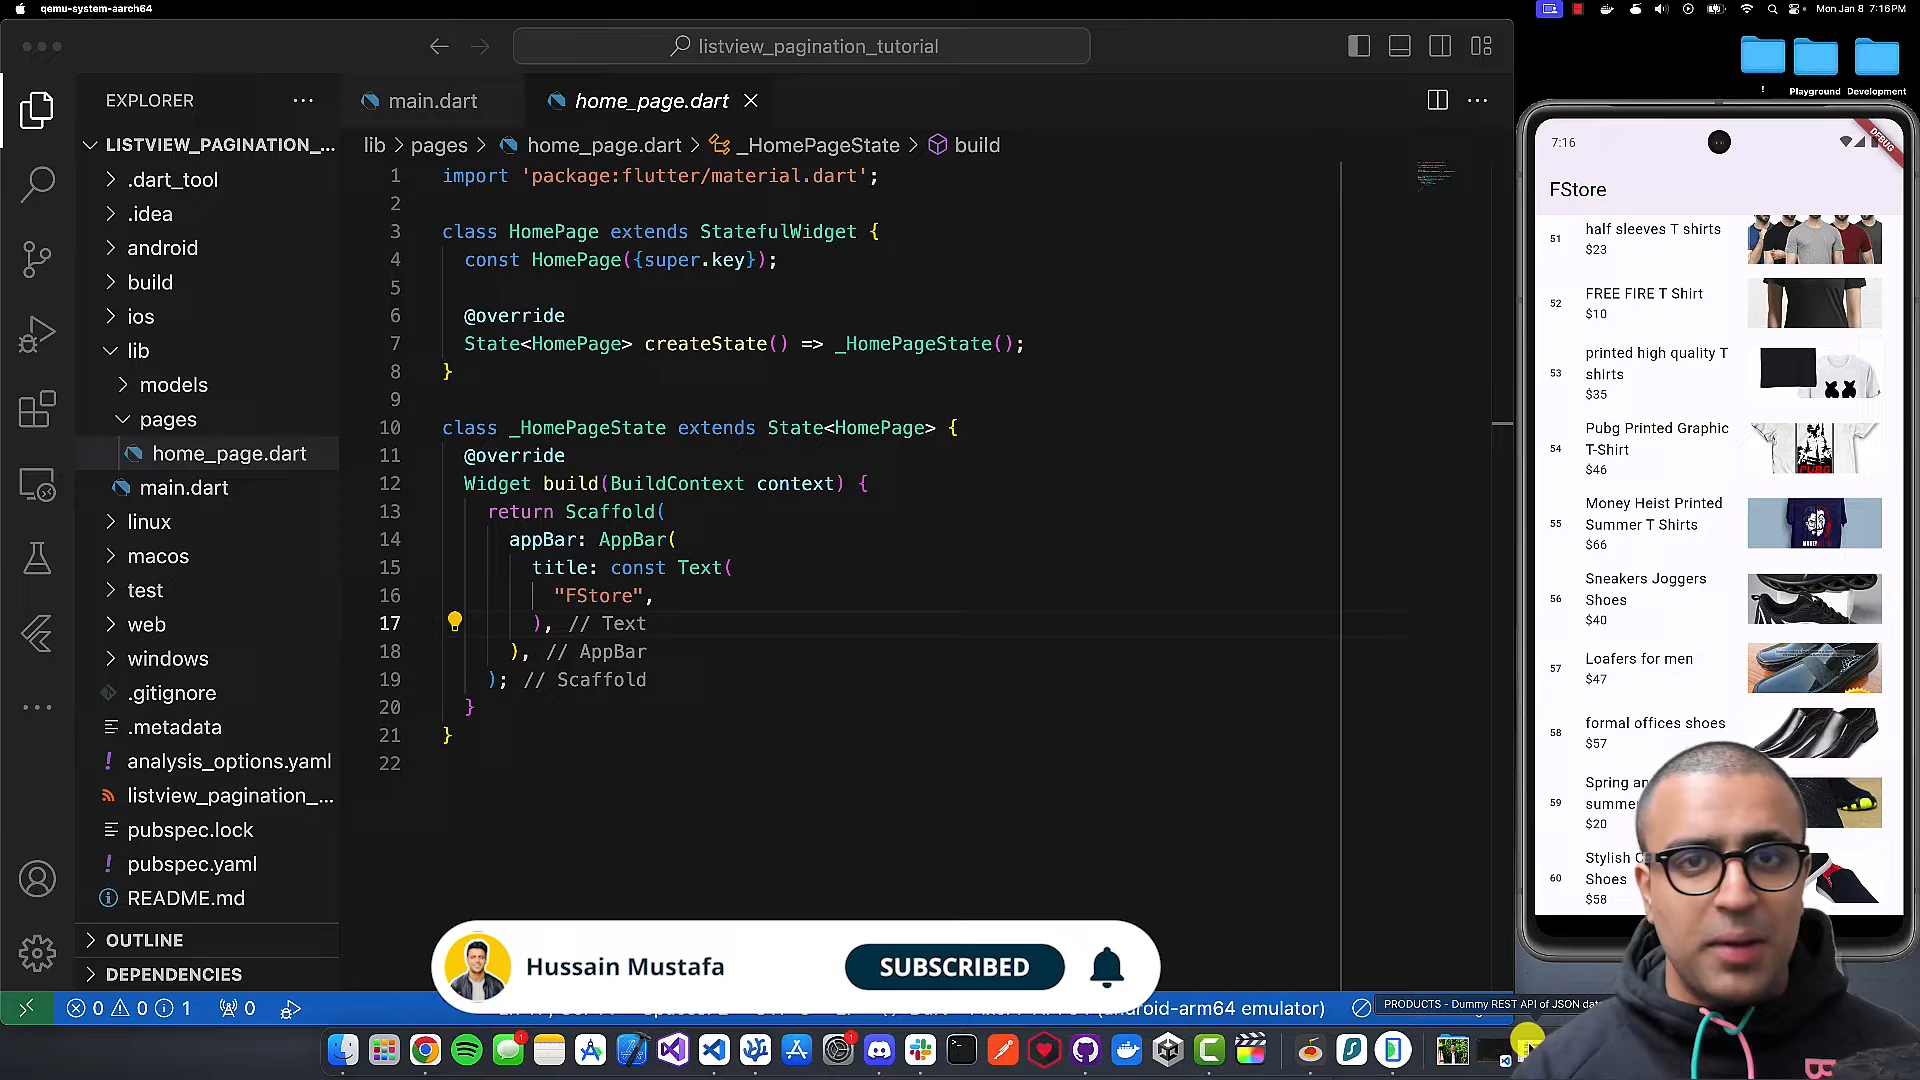 qemu-system-aarch64
Mon Jan 8 7:16PM
listview_pagination_tutorial
!
Playground
Development
EXPLORER
main.dart
home_page.dart
LISTVIEW_PAGINATION_...
lib > pages > home_page.dart > _HomePageState > build
.dart_tool
.idea
android
build
ios
lib
models
pages
home_page.dart
main.dart
linux
macos
test
web
windows
.gitignore
.metadata
! analysis_options.yaml
listview_pagination_...
pubspec.lock
! pubspec.yaml
README.md
OUTLINE
DEPENDENCIES
1 import 'package:flutter/material.dart';
2
3 class HomePage extends StatefulWidget {
4 const HomePage({super.key});
5
6 @override
7 State<HomePage> createState() => _HomePageState();
8 }
9
10 class _HomePageState extends State<HomePage> {
11 @override
12 Widget build(BuildContext context) {
13 return Scaffold(
14 appBar: AppBar(
15 title: const Text(
16 "FStore",
17 ), // Text
18 ), // AppBar
19 ); // Scaffold
20 }
21 }
22
7:16
DEBUG
FStore
51
half sleeves T shirts
$23
52
FREE FIRE T Shirt
$10
53
printed high quality T
shirts
$35
54
Pubg Printed Graphic
T-Shirt
$46
PUBG
55
Money Heist Printed
Summer T Shirts
$66
56
Sneakers Joggers
Shoes
$40
57
Loafers for men
$47
58
formal offices shoes
$57
59
Spring an
summe
$20
60
Stylish C
Shoes
$58
Hussain Mustafa
SUBSCRIBED
0 0 1 0
android-arm64 emulator)
PRODUCTS - Dummy REST API of JSON dat